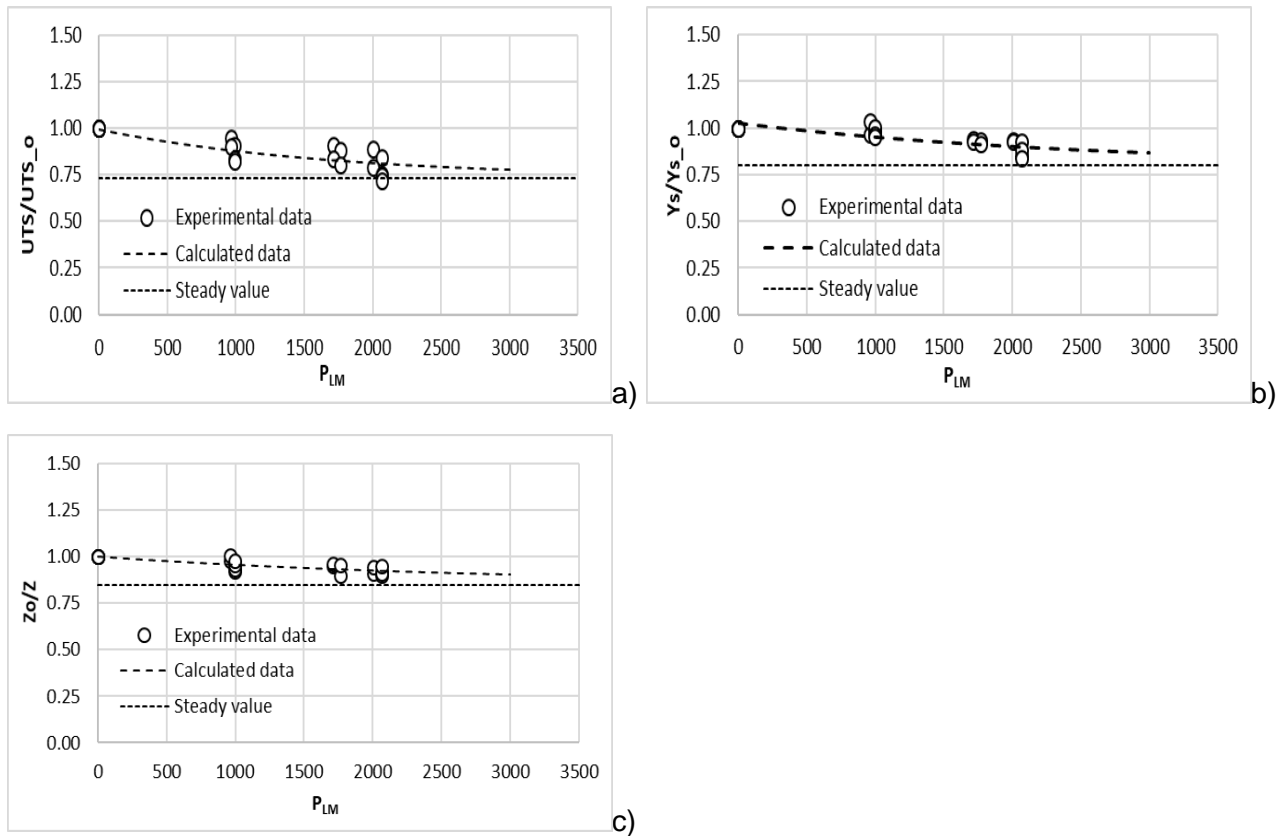 1.50
1.25
1.00
0.75
0.50
0.25
0.00
UTS/UTS_o
Experimental data
Calculated data
Steady value
0 500 1000 1500 2000 2500 3000 3500
P_LM
a)
1.50
1.25
1.00
0.75
0.50
0.25
0.00
Ys/Ys_o
Experimental data
Calculated data
Steady value
0 500 1000 1500 2000 2500 3000 3500
P_LM
b)
1.50
1.25
1.00
0.75
0.50
0.25
0.00
Zo/Z
Experimental data
Calculated data
Steady value
0 500 1000 1500 2000 2500 3000 3500
P_LM
c)